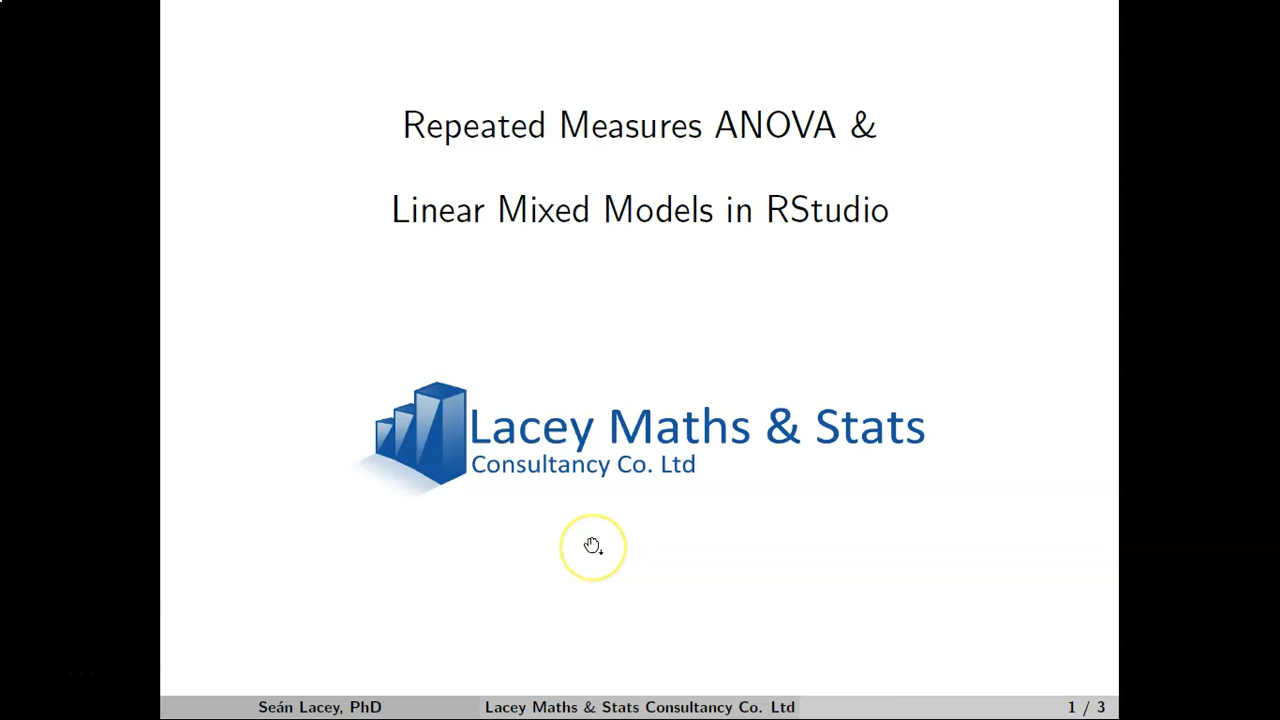 Repeated Measures ANOVA &
Linear Mixed Models in RStudio
Lacey Maths & Stats
Consultancy Co. Ltd
Seán Lacey, PhD
Lacey Maths & Stats Consultancy Co. Ltd
1 / 3